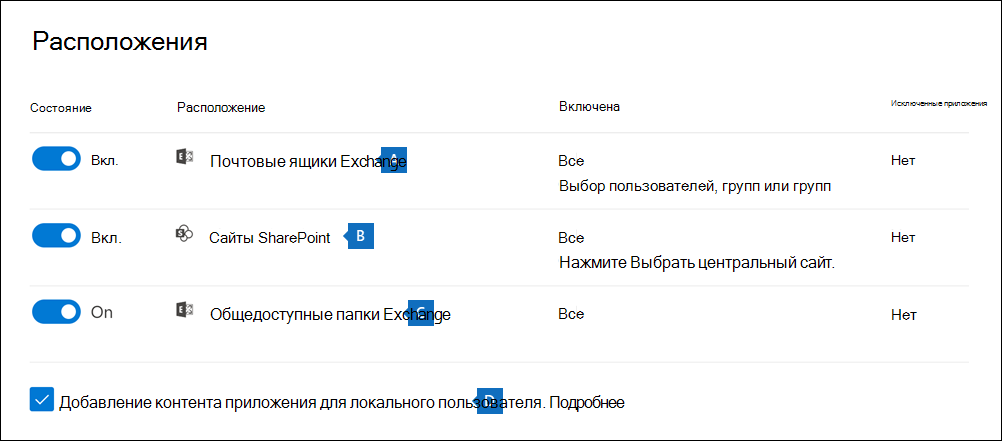 Расположения
Состояние Расположение Включена Исключенные приложения
Вкл. Почтовые ящики Exchange A Все Нет
Выбор пользователей, групп или групп
Вкл. Сайты SharePoint B Все Нет
Нажмите Выбрать центральный сайт.
On Общедоступные папки Exchange C Все Нет
Добавление контента приложения для локального пользователя. D Подробнее